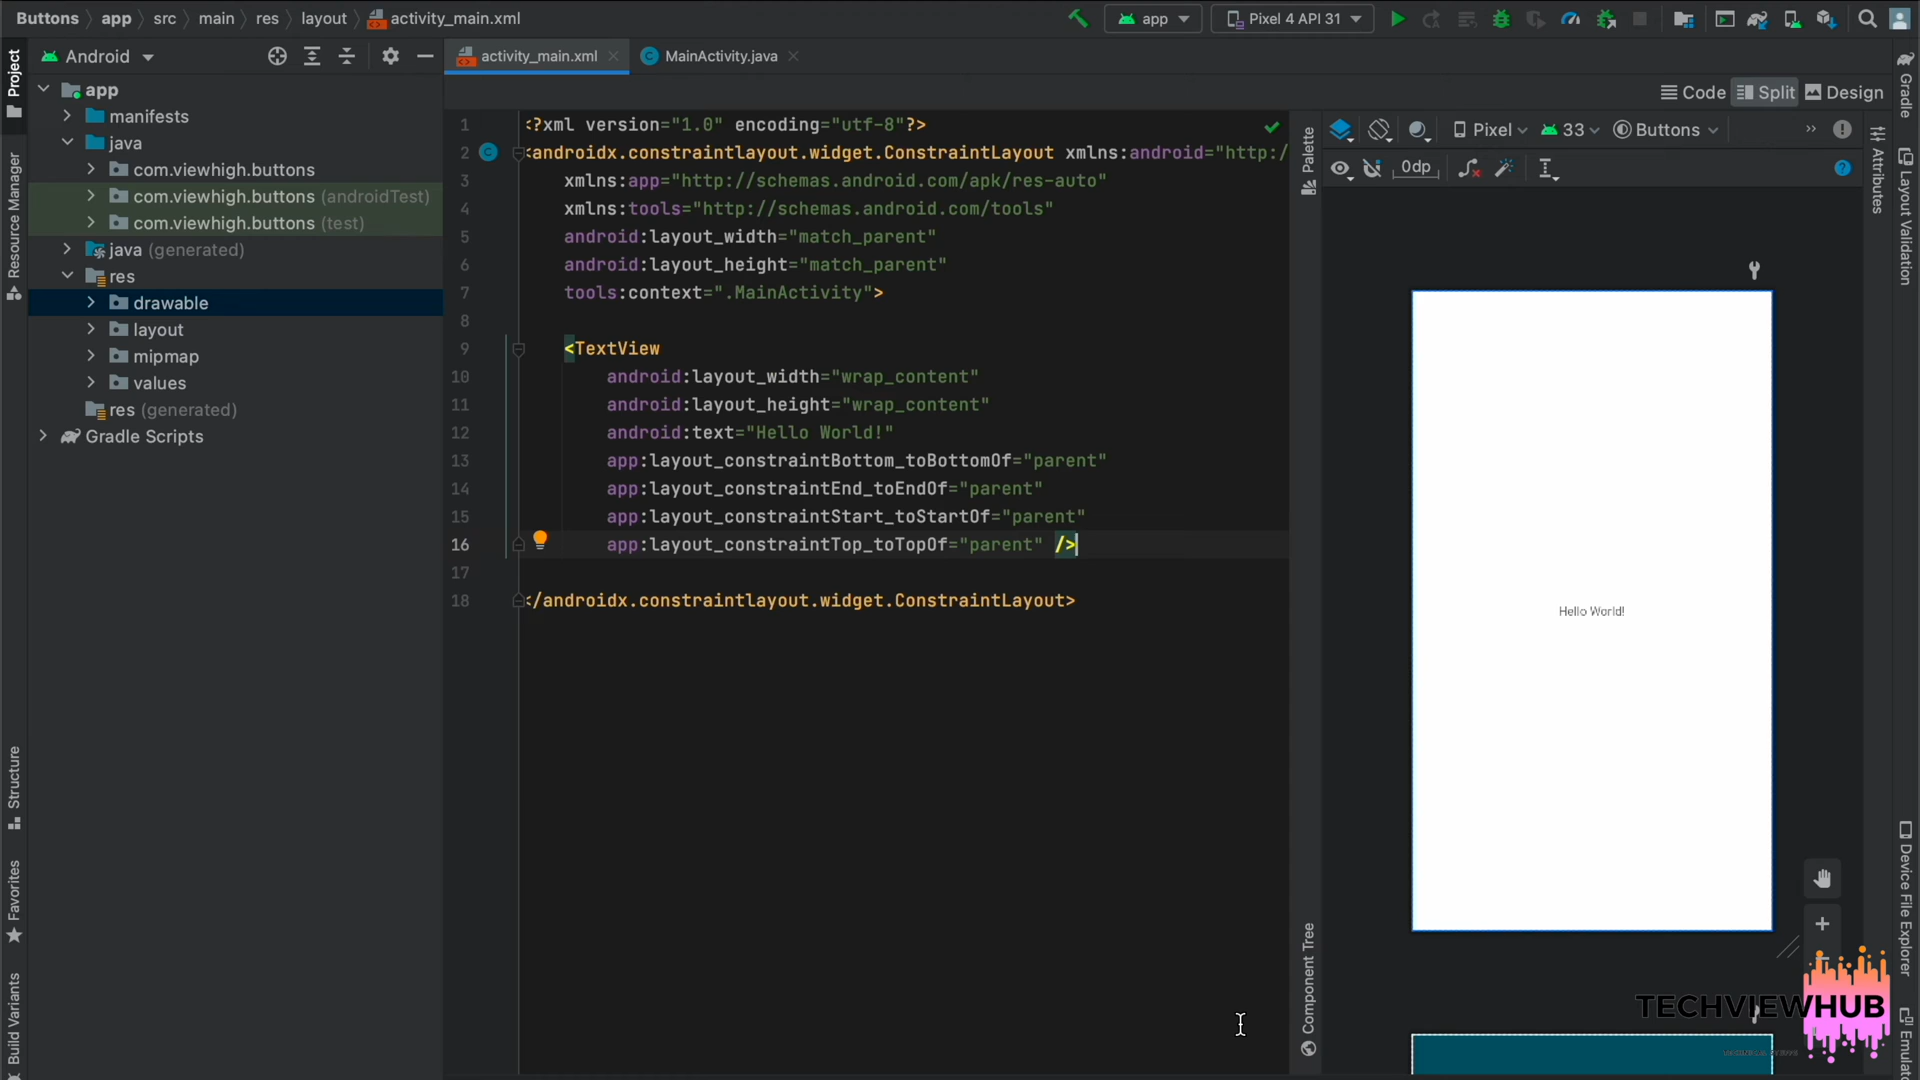 Buttons app src main res layout activity_main.xml
app Pixel 4 API 31
Android
activity_main.xml MainActivity.java
Code Split Design
Project
Resource Manager
Structure
Favorites
Build Variants
app
manifests
java
com.viewhigh.buttons
com.viewhigh.buttons (androidTest)
com.viewhigh.buttons (test)
java (generated)
res
drawable
layout
mipmap
values
res (generated)
Gradle Scripts
1 <?xml version="1.0" encoding="utf-8"?>
2 <androidx.constraintlayout.widget.ConstraintLayout xmlns:android="http:/
3 xmlns:app="http://schemas.android.com/apk/res-auto"
4 xmlns:tools="http://schemas.android.com/tools"
5 android:layout_width="match_parent"
6 android:layout_height="match_parent"
7 tools:context=".MainActivity">
8
9 <TextView
10 android:layout_width="wrap_content"
11 android:layout_height="wrap_content"
12 android:text="Hello World!"
13 app:layout_constraintBottom_toBottomOf="parent"
14 app:layout_constraintEnd_toEndOf="parent"
15 app:layout_constraintStart_toStartOf="parent"
16 app:layout_constraintTop_toTopOf="parent" />
17
18 </androidx.constraintlayout.widget.ConstraintLayout>
Palette
Component Tree
Pixel 33 Buttons
0dp
Hello World!
Attributes
Gradle
Layout Validation
Device File Explorer
Emulato
TECHVIEWHUB